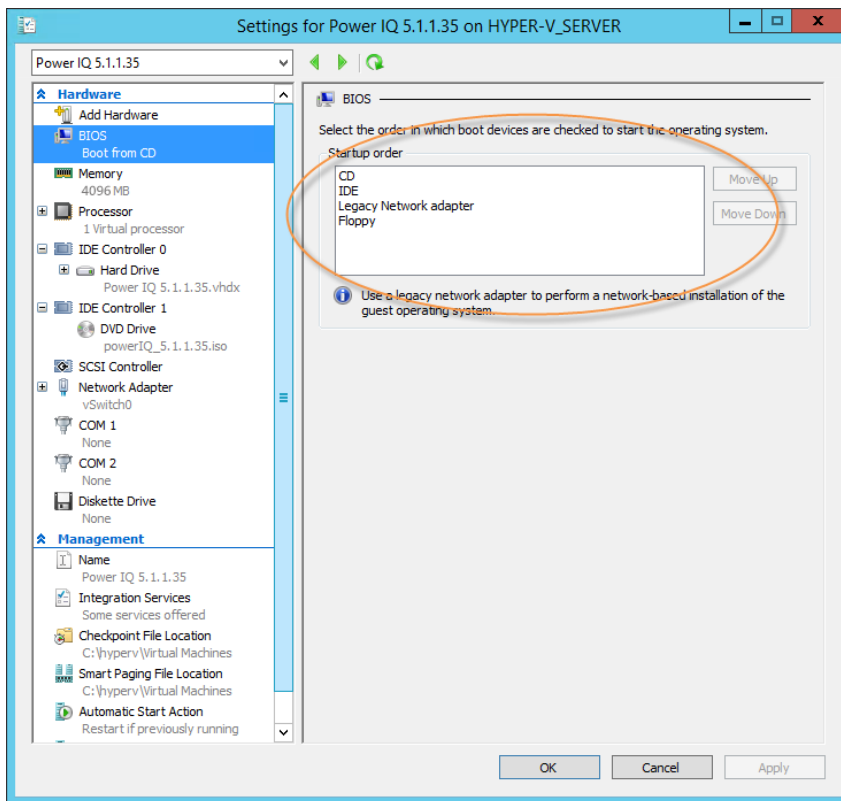 Settings for Power IQ 5.1.1.35 on HYPER-V_SERVER
Power IQ 5.1.1.35
Hardware
Add Hardware
BIOS
Boot from CD
Memory
4096 MB
Processor
1 Virtual processor
IDE Controller 0
Hard Drive
Power IQ 5.1.1.35.vhdx
IDE Controller 1
DVD Drive
powerIQ_5.1.1.35.iso
SCSI Controller
Network Adapter
vSwitch0
COM 1
None
COM 2
None
Diskette Drive
None
Management
Name
Power IQ 5.1.1.35
Integration Services
Some services offered
Checkpoint File Location
C:\hyperv\Virtual Machines
Smart Paging File Location
C:\hyperv\Virtual Machines
Automatic Start Action
Restart if previously running
BIOS
Select the order in which boot devices are checked to start the operating system.
Startup order
CD
IDE
Legacy Network adapter
Floppy
Move Up
Move Down
Use a legacy network adapter to perform a network-based installation of the
guest operating system.
OK
Cancel
Apply